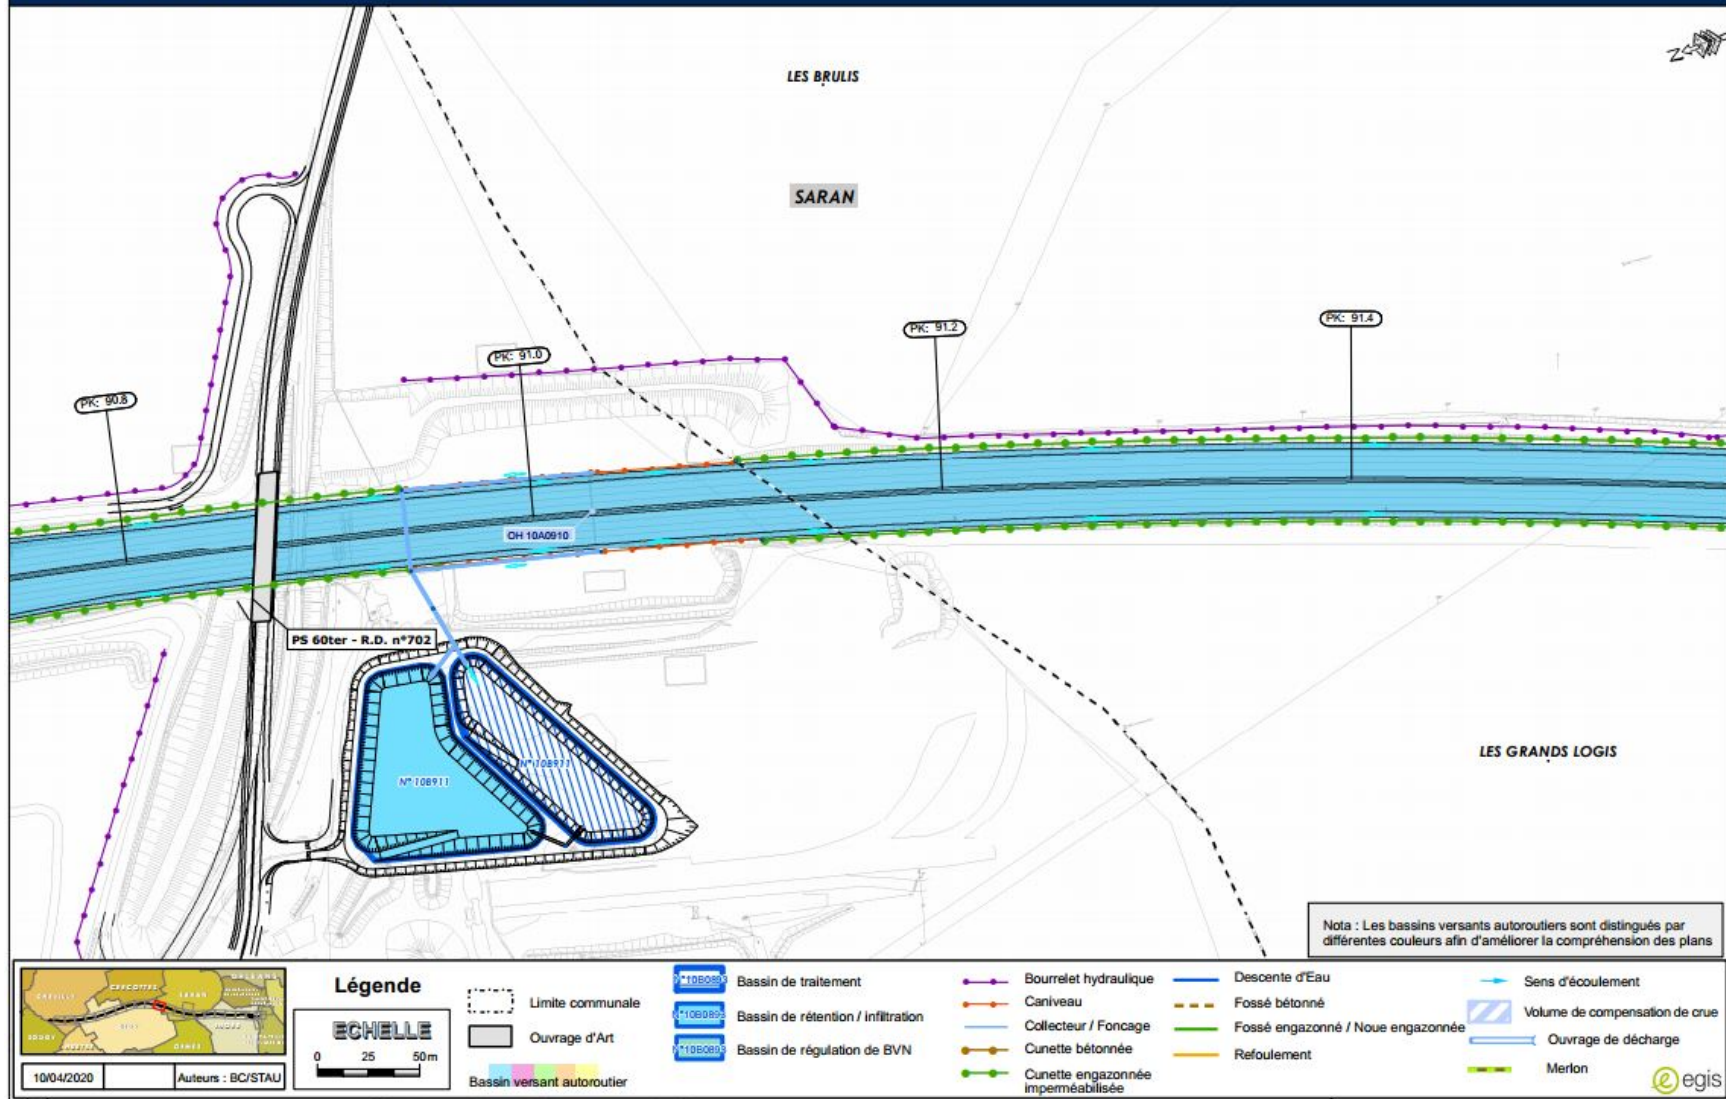 LES BRULIS
N
SARAN
PK: 91.4
PK: 91.2
PK: 91.0
PK: 90.8
OH 10A0910
PS 60ter - R.D. n°702
LES GRANDS LOGIS
N° 10B911
N° 10B911
Nota : Les bassins versants autoroutiers sont distingués par
différentes couleurs afin d'améliorer la compréhension des plans
CERCOTTES
SARAN
10/04/2020
Auteurs : BC/STAU
Légende
ECHELLE
0 25 50m
Limite communale
Ouvrage d'Art
Bassin versant autoroutier
Bassin de traitement
Bassin de rétention / infiltration
Bassin de régulation de BVN
Bourrelet hydraulique
Caniveau
Collecteur / Foncage
Cunette bétonnée
Cunette engazonnée
imperméabilisée
Descente d'Eau
Fossé bétonné
Fossé engazonné / Noue engazonnée
Refoulement
Sens d'écoulement
Volume de compensation de crue
Ouvrage de décharge
Merlon
egis